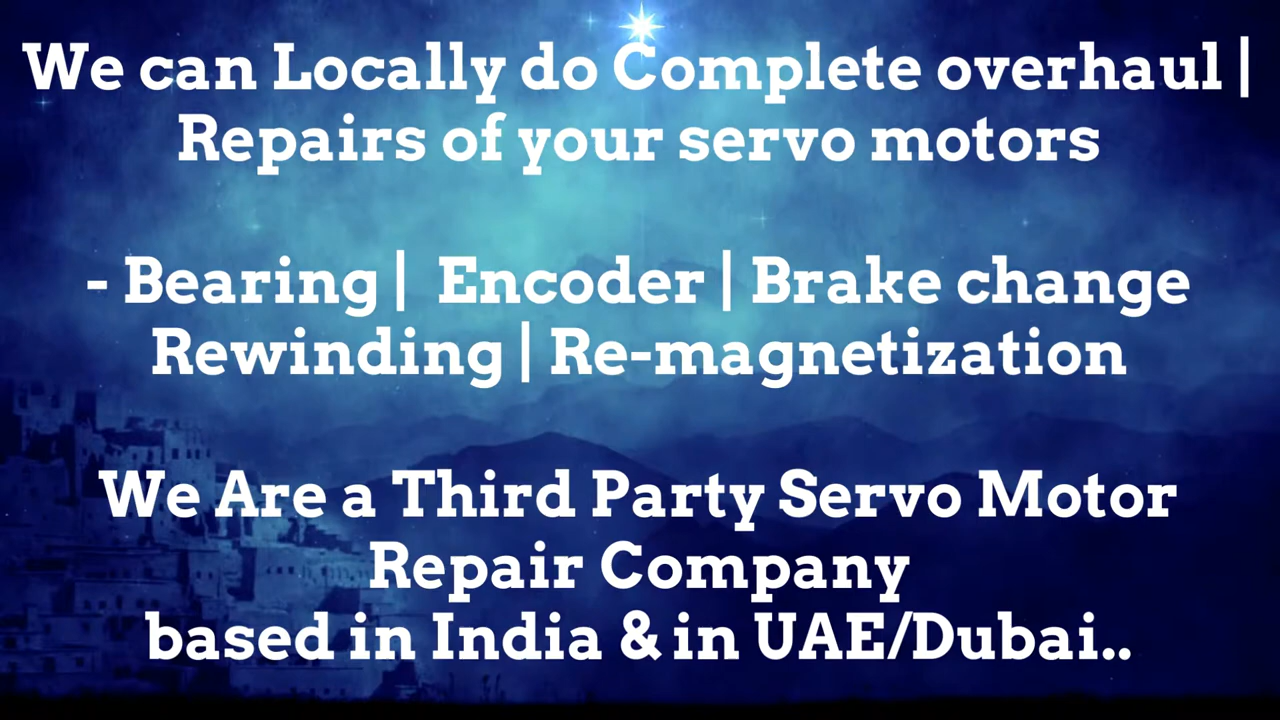 We can Locally do Complete overhaul |
Repairs of your servo motors
- Bearing | Encoder | Brake change
Rewinding | Re-magnetization
We Are a Third Party Servo Motor
Repair Company
based in India & in UAE/Dubai..